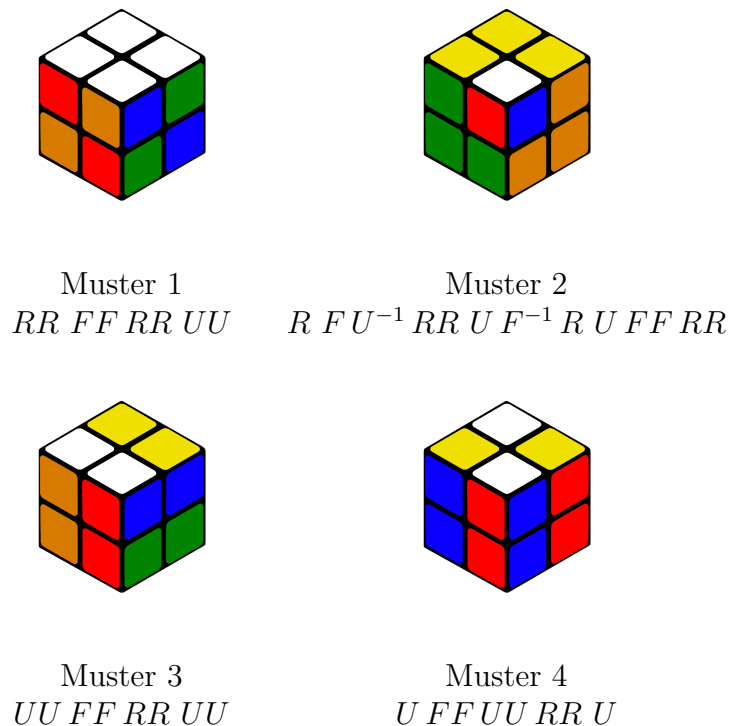 Muster 1
RR FF RR UU
Muster 2
R F U⁻¹ RR U F⁻¹ R U FF RR
Muster 3
UU FF RR UU
Muster 4
U FF UU RR U